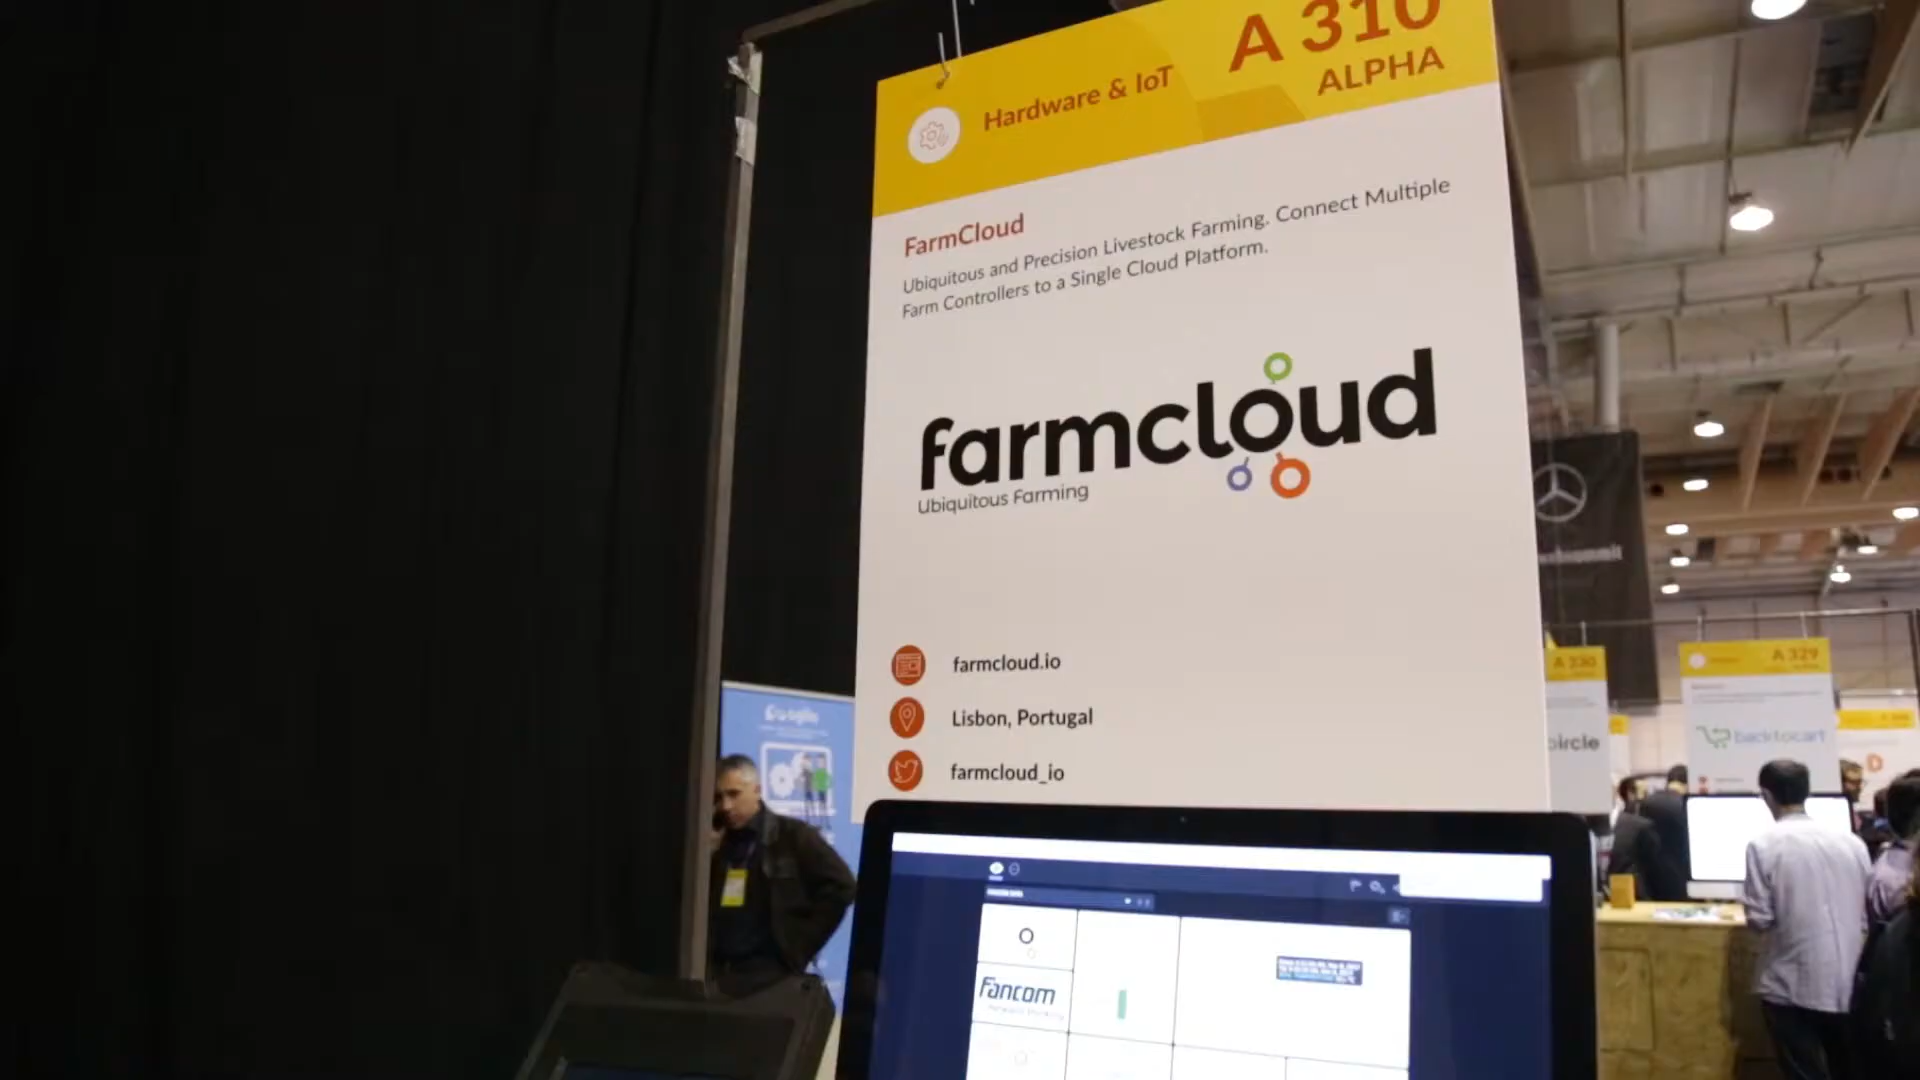 A 310
ALPHA
Hardware & IoT
FarmCloud
Ubiquitous and Precision Livestock Farming. Connect Multiple
Farm Controllers to a Single Cloud Platform.
farmcloud
Ubiquitous Farming
farmcloud.io
Lisbon, Portugal
farmcloud_io
Fancom
A 330
A 329
circle
backtocart